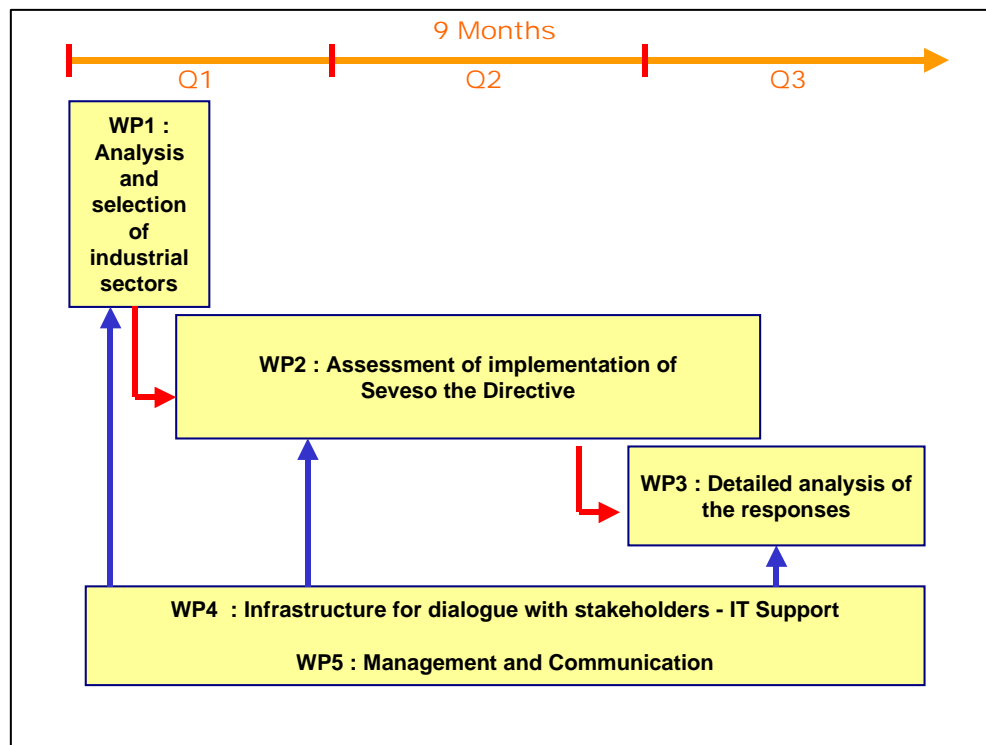 9 Months
Q1 Q2 Q3
WP1 :
Analysis
and
selection
of
industrial
sectors
WP2 : Assessment of implementation of
Seveso the Directive
WP3 : Detailed analysis of
the responses
WP4 : Infrastructure for dialogue with stakeholders - IT Support
WP5 : Management and Communication